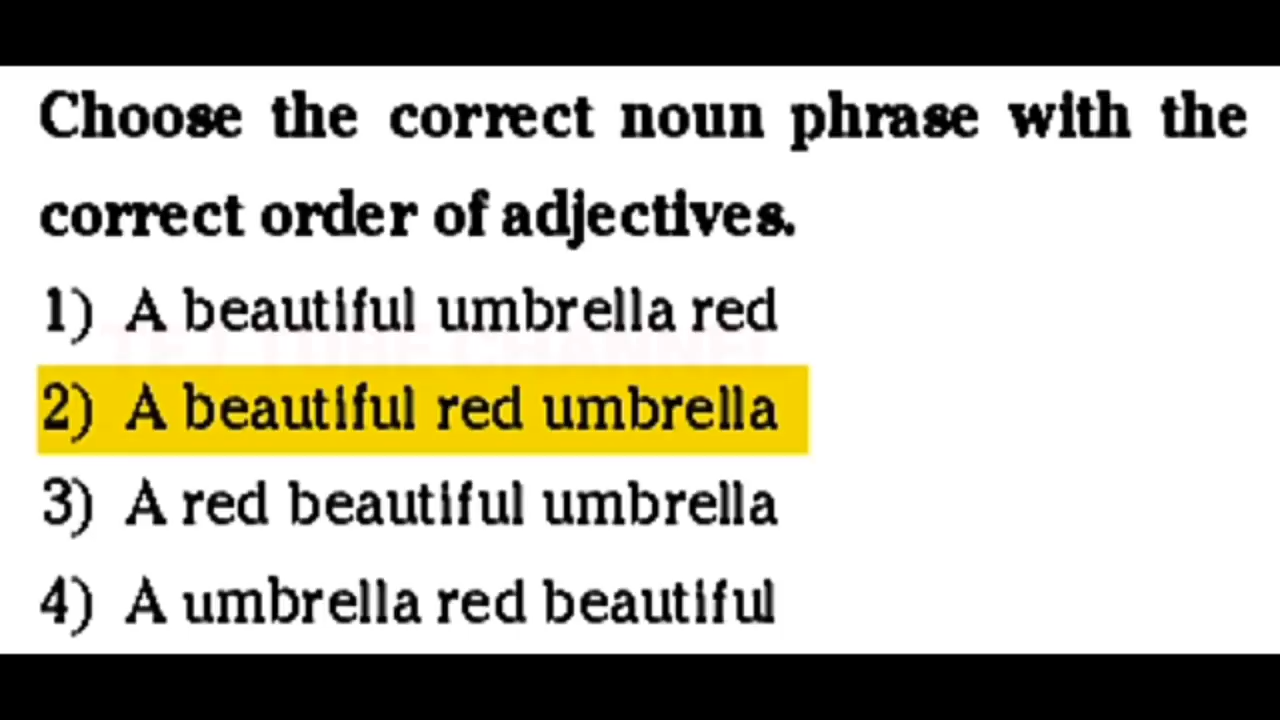 Choose the correct noun phrase with the
correct order of adjectives.
1) A beautiful umbrella red
2) A beautiful red umbrella
3) A red beautiful umbrella
4) A umbrella red beautiful